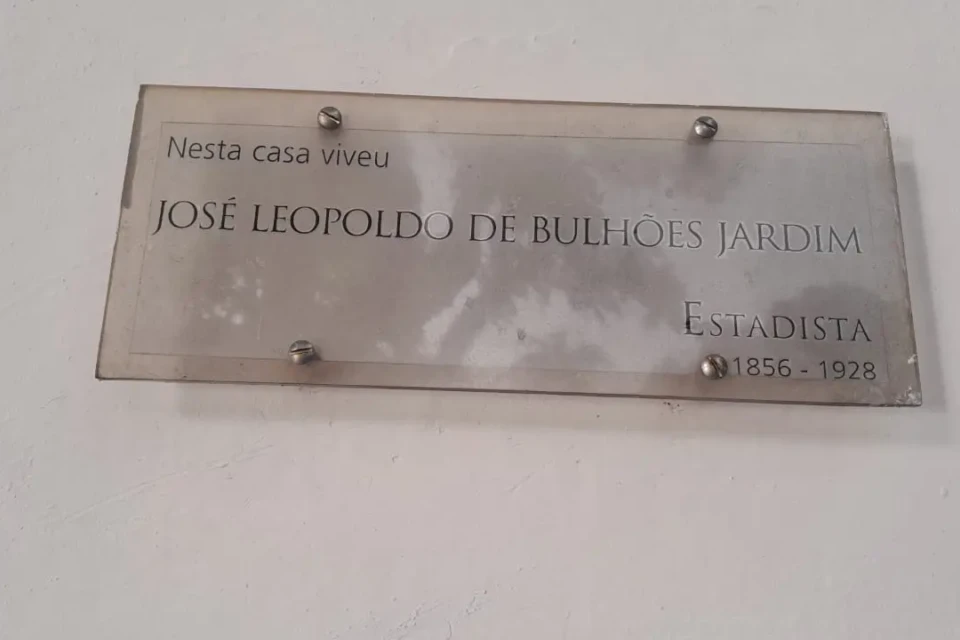 Nesta casa viveu
JOSÉ LEOPOLDO DE BULHÕES JARDIM
ESTADISTA
1856 - 1928